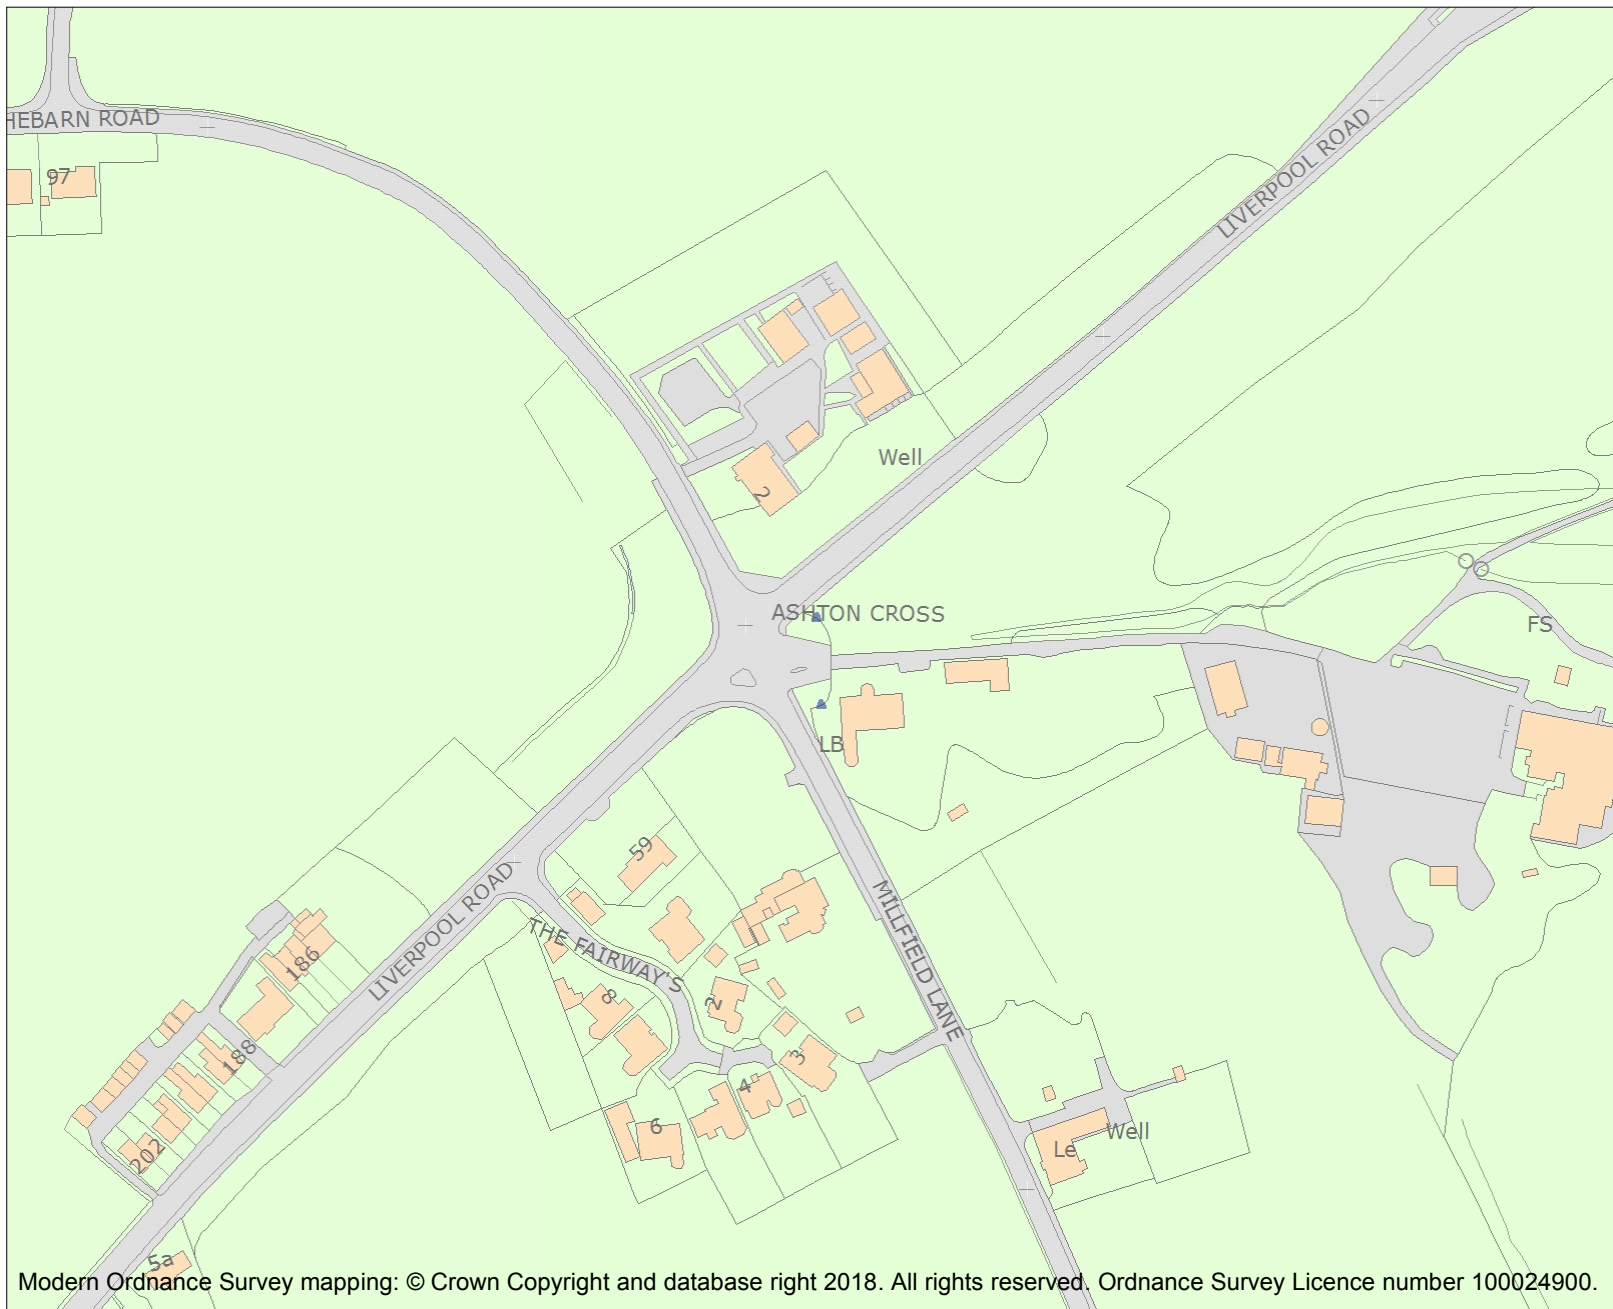 HEBARN ROAD
97
LIVERPOOL ROAD
Well
2
ASHTON CROSS
FS
LB
59
LIVERPOOL ROAD
THE FAIRWAY'S
MILLFIELD LANE
186
8
2
188
3
4
6
202
Le
Well
5a
Modern Ordnance Survey mapping: © Crown Copyright and database right 2018. All rights reserved. Ordnance Survey Licence number 100024900.